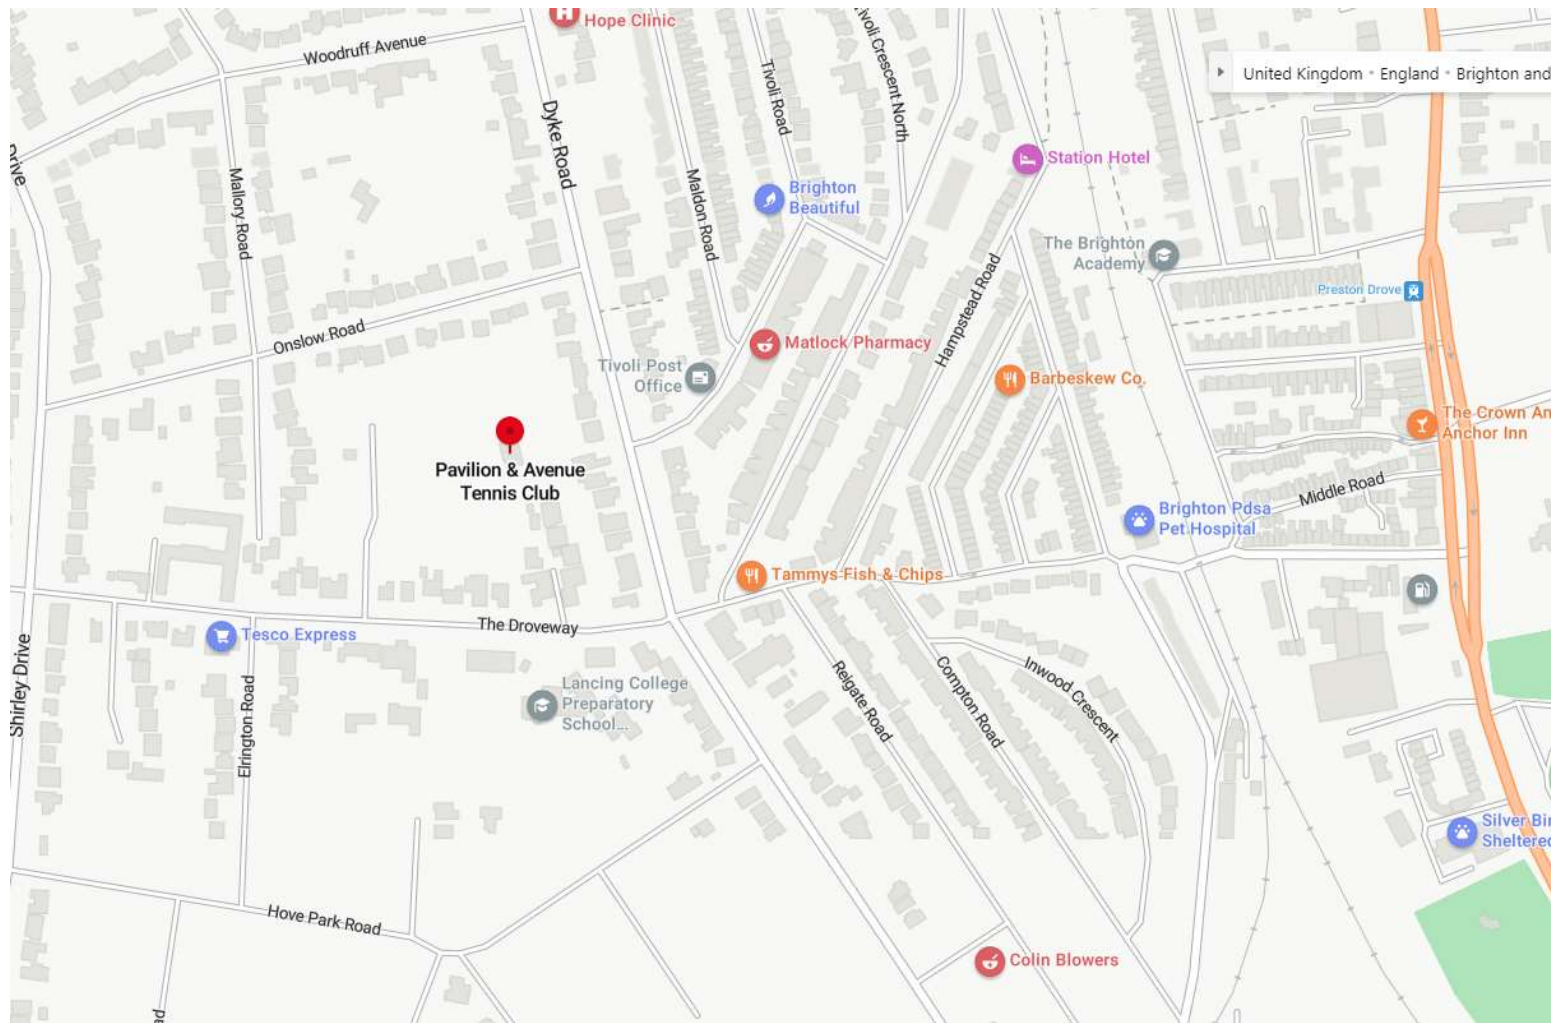 Hope Clinic
Woodruff Avenue
Tivoli Road
Tivoli Crescent North
United Kingdom • England • Brighton and
Dyke Road
Drive
Station Hotel
Mallory Road
Maldon Road
Brighton
Beautiful
The Brighton
Academy
Hampstead Road
Preston Drove
Onslow Road
Matlock Pharmacy
Tivoli Post
Office
Barbeskew Co.
The Crown An
Anchor Inn
Pavilion & Avenue
Tennis Club
Middle Road
Brighton Pdsa
Pet Hospital
Tammys Fish & Chips
The Droveway
Tesco Express
Shirley Drive
Elrington Road
Lancing College
Preparatory
School...
Reigate Road
Compton Road
Inwood Crescent
Silver Bir
Sheltered
Hove Park Road
Colin Blowers
ad